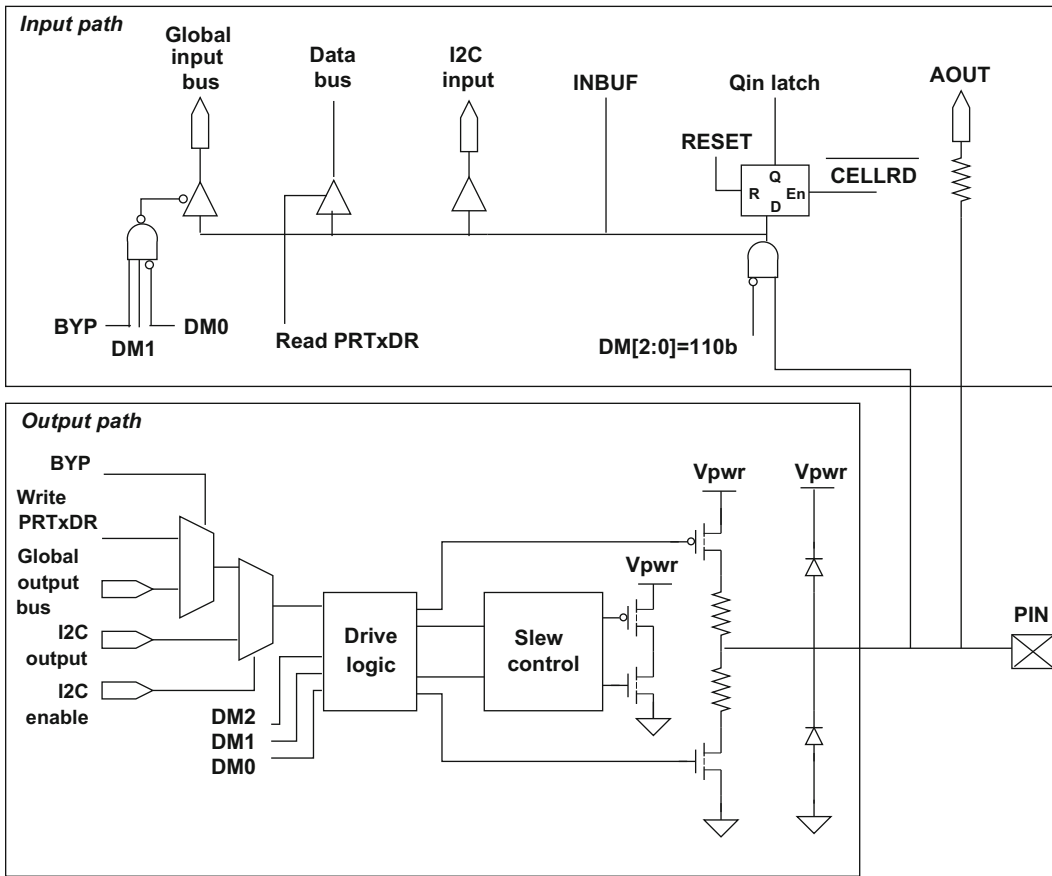 Input path
Global
input
bus
Data
bus
I2C
input
INBUF
Qin latch
AOUT
RESET
CELLRD
Q
R
En
D
BYP
DM1
DM0
Read PRTxDR
DM[2:0]=110b
Output path
BYP
Write
PRTxDR
Global
output
bus
I2C
output
I2C
enable
DM2
DM1
DM0
Drive
logic
Slew
control
Vpwr
Vpwr
Vpwr
PIN